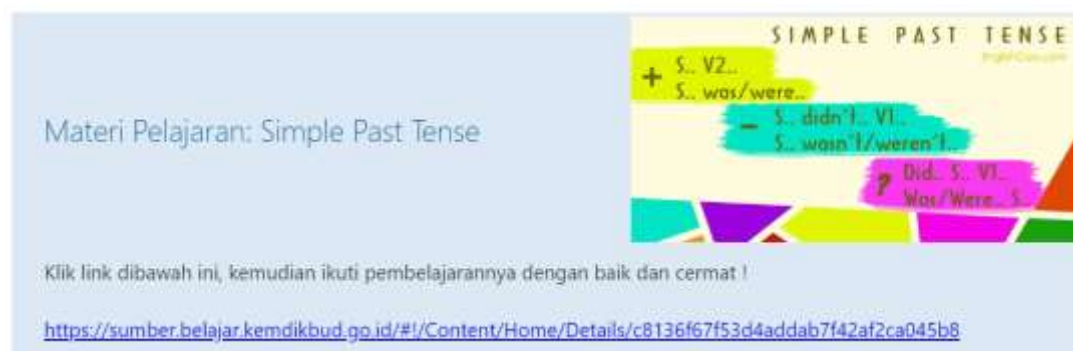 SIMPLE PAST TENSE
+ S.. V2..
S.. was/were..
- S.. didn't.. V1..
S.. wasn't/weren't..
? Did.. S.. V1..
Was/Were.. S..
Materi Pelajaran: Simple Past Tense
Klik link dibawah ini, kemudian ikuti pembelajarannya dengan baik dan cermat !
https://sumber.belajar.kemdikbud.go.id/#!/Content/Home/Details/c8136f67f53d4addab7f42af2ca045b8